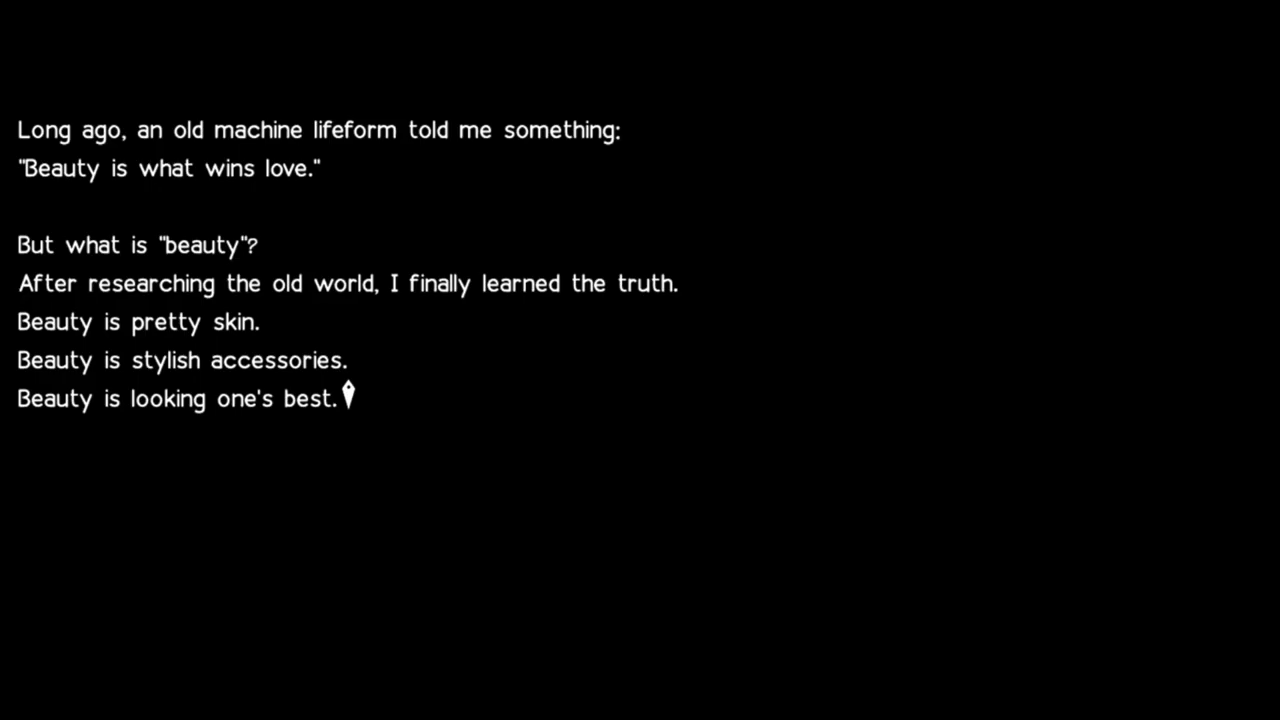 Long ago, an old machine lifeform told me something:
"Beauty is what wins love."
But what is "beauty"?
After researching the old world, I finally learned the truth.
Beauty is pretty skin.
Beauty is stylish accessories.
Beauty is looking one's best.